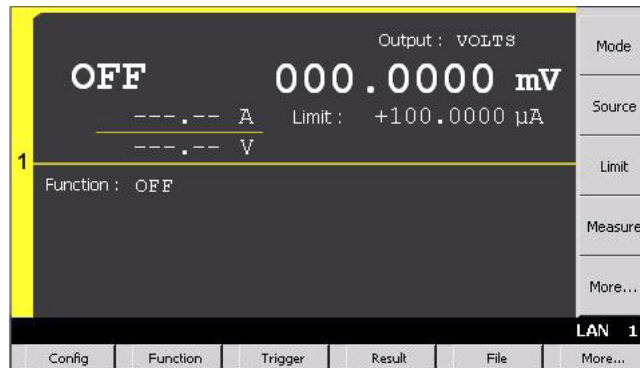 Output : VOLTS
OFF 000.0000 mV
---.-- A Limit : +100.0000 µA
---.-- V
1
Function : OFF
Mode
Source
Limit
Measure
More...
LAN 1
Config Function Trigger Result File More...